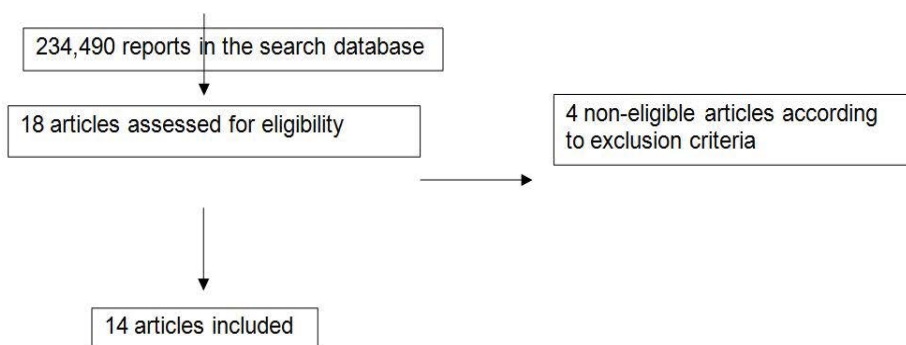 234,490 reports in the search database
18 articles assessed for eligibility
4 non-eligible articles according
to exclusion criteria
14 articles included